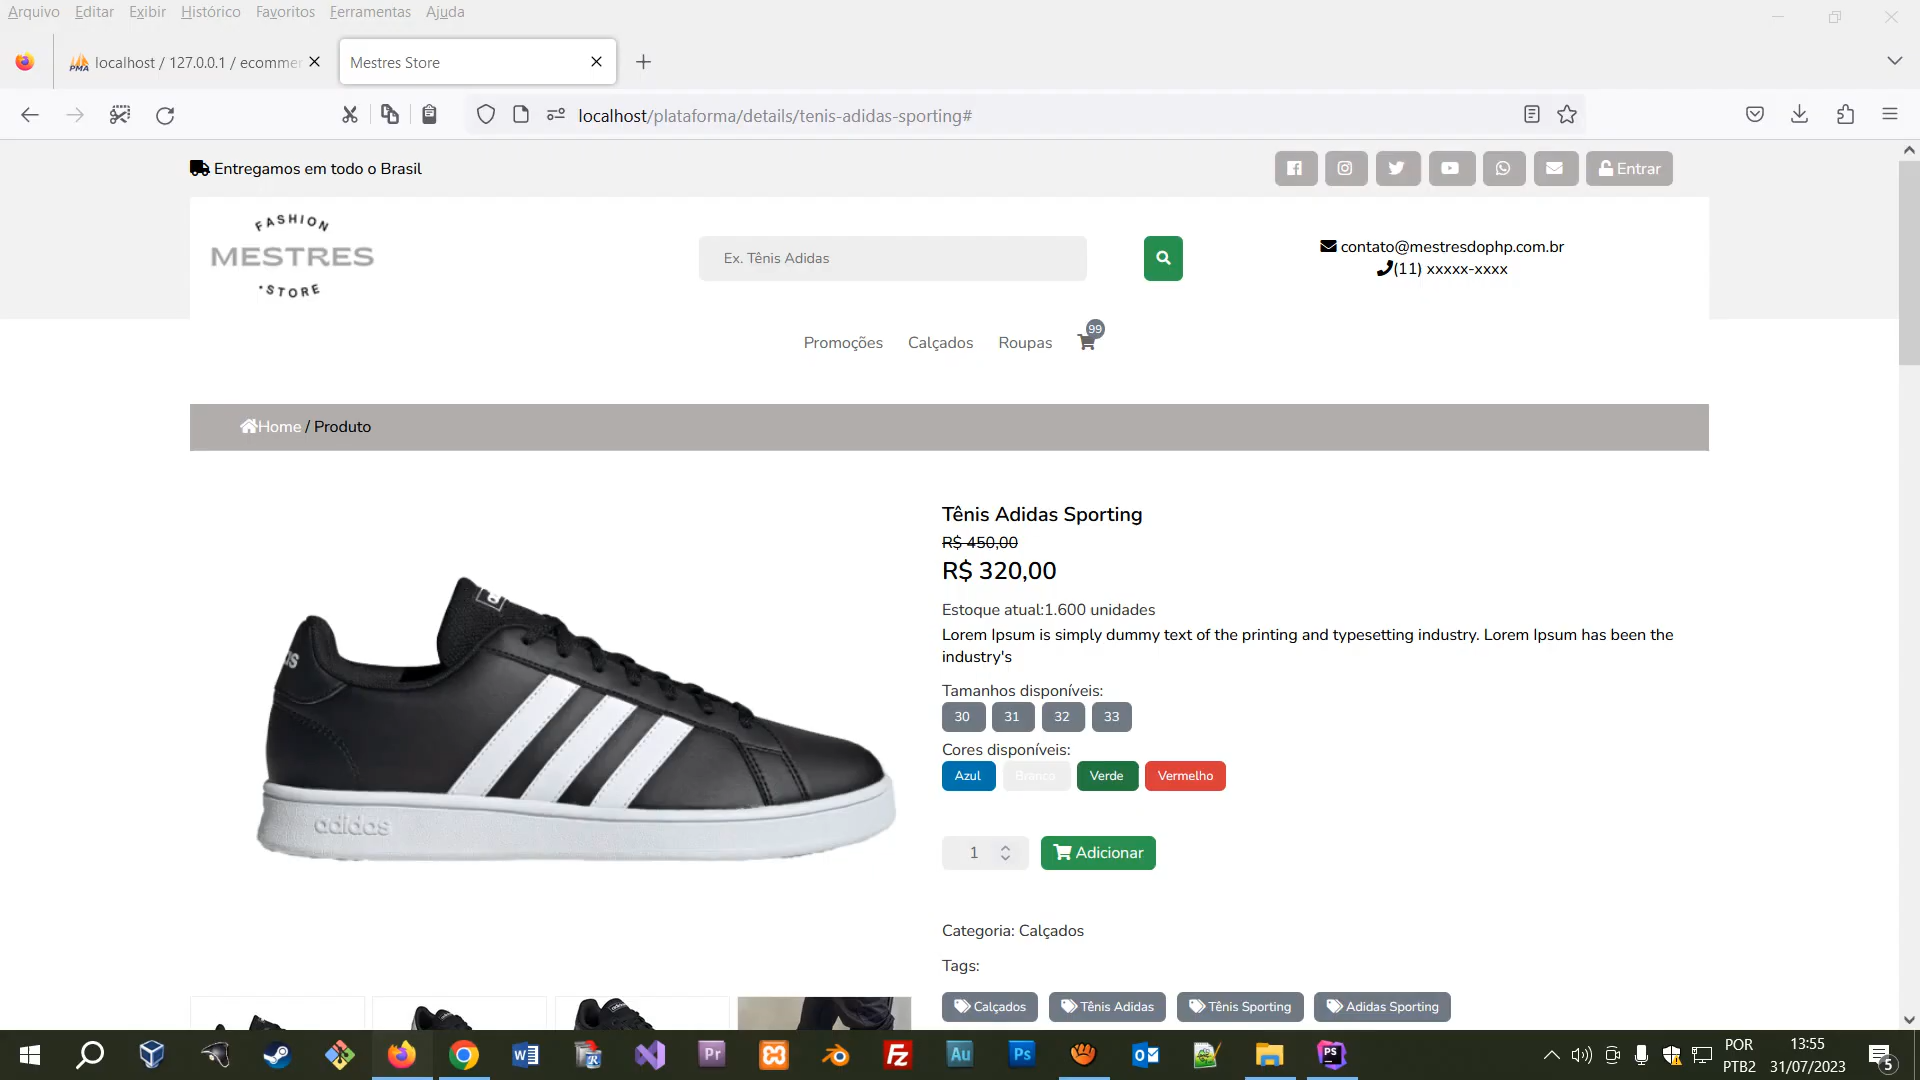 Arquivo Editar Exibir Histórico Favoritos Ferramentas Ajuda
localhost / 127.0.0.1 / ecommer
Mestres Store
localhost/plataforma/details/tenis-adidas-sporting#
Entregamos em todo o Brasil
Entrar
FASHION
MESTRES
STORE
Ex. Tênis Adidas
contato@mestresdophp.com.br
(11) xxxxx-xxxx
Promoções Calçados Roupas 99
Home / Produto
Tênis Adidas Sporting
R$ 450,00
R$ 320,00
Estoque atual:1.600 unidades
Lorem Ipsum is simply dummy text of the printing and typesetting industry. Lorem Ipsum has been the
industry's
Tamanhos disponíveis:
30 31 32 33
Cores disponíveis:
Azul Branco Verde Vermelho
1 Adicionar
adidas
Categoria: Calçados
Tags:
Calçados Tênis Adidas Tênis Sporting Adidas Sporting
POR
PTB2
13:55
31/07/2023
5